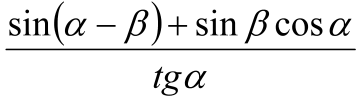 sin(α − β) + sin β cos α
tgα